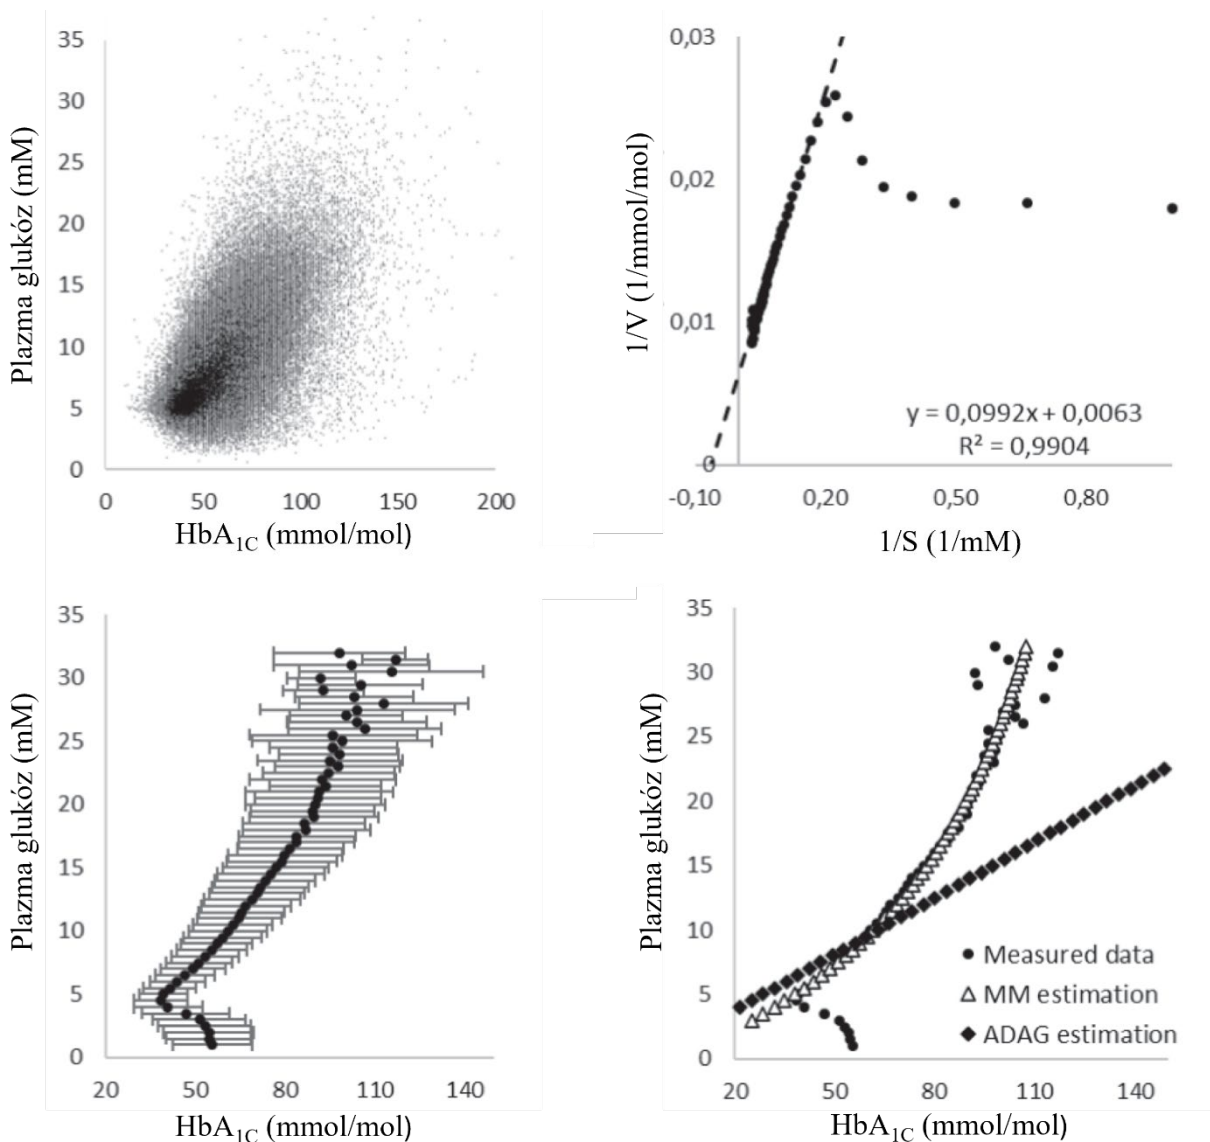 35
30
25
20
15
10
5
0
Plazma glukóz (mM)
0 50 100 150 200
HbA1C (mmol/mol)
0,03
0,02
0,01
0
1/V (1/mmol/mol)
y = 0,0992x + 0,0063
R² = 0,9904
-0,10 0,20 0,50 0,80
1/S (1/mM)
35
30
25
20
15
10
5
0
Plazma glukóz (mM)
20 50 80 110 140
HbA1C (mmol/mol)
35
30
25
20
15
10
5
0
Plazma glukóz (mM)
Measured data
MM estimation
ADAG estimation
20 50 80 110 140
HbA1C (mmol/mol)